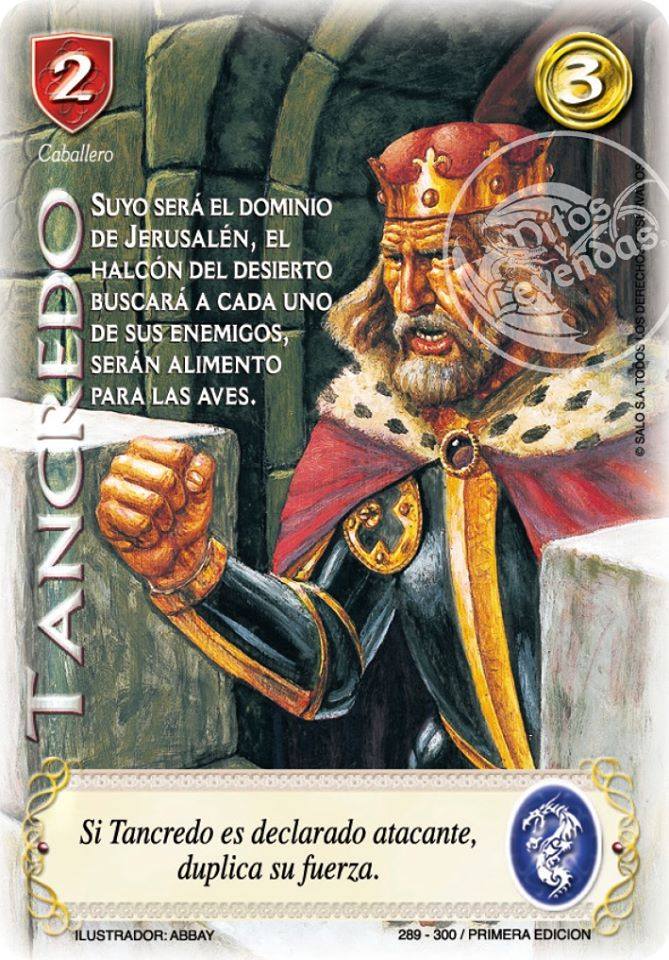 2
3
Caballero
TANCREDO
SUYO SERÁ EL DOMINIO
DE JERUSALÉN, EL
HALCÓN DEL DESIERTO
BUSCARÁ A CADA UNO
DE SUS ENEMIGOS,
SERÁN ALIMENTO
PARA LAS AVES.
Mitos
Leyendas
© SALO S.A. TODOS LOS DERECHOS
Si Tancredo es declarado atacante,
duplica su fuerza.
ILUSTRADOR: ABBAY
289 - 300 / PRIMERA EDICION